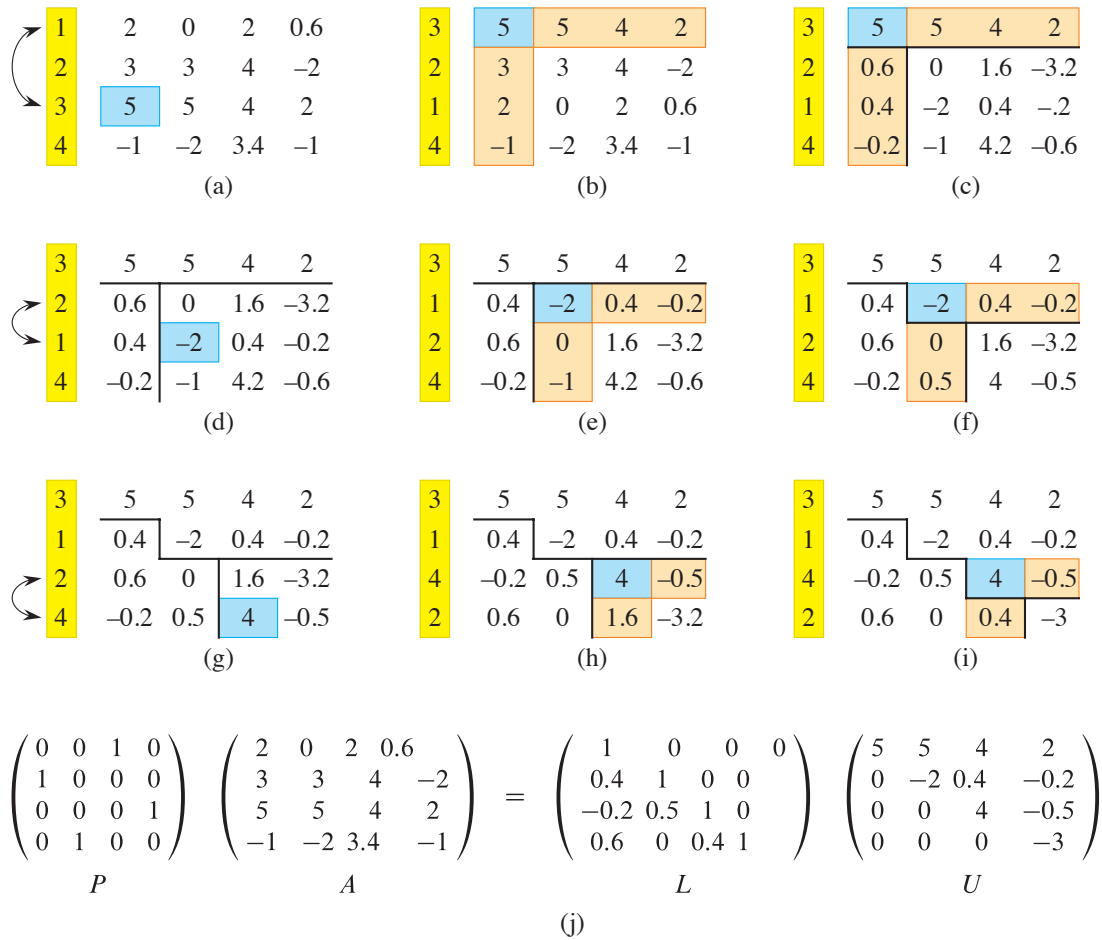 1 2 0 2 0.6 3 5 5 4 2 3 5 5 4 2
2 3 3 4 –2 2 3 3 4 –2 2 0.6 0 1.6 –3.2
3 5 5 4 2 1 2 0 2 0.6 1 0.4 –2 0.4 –.2
4 –1 –2 3.4 –1 4 –1 –2 3.4 –1 4 –0.2 –1 4.2 –0.6
(a) (b) (c)
3 5 5 4 2 3 5 5 4 2 3 5 5 4 2
2 0.6 0 1.6 –3.2 1 0.4 –2 0.4 –0.2 1 0.4 –2 0.4 –0.2
1 0.4 –2 0.4 –0.2 2 0.6 0 1.6 –3.2 2 0.6 0 1.6 –3.2
4 –0.2 –1 4.2 –0.6 4 –0.2 –1 4.2 –0.6 4 –0.2 0.5 4 –0.5
(d) (e) (f)
3 5 5 4 2 3 5 5 4 2 3 5 5 4 2
1 0.4 –2 0.4 –0.2 1 0.4 –2 0.4 –0.2 1 0.4 –2 0.4 –0.2
2 0.6 0 1.6 –3.2 4 –0.2 0.5 4 –0.5 4 –0.2 0.5 4 –0.5
4 –0.2 0.5 4 –0.5 2 0.6 0 1.6 –3.2 2 0.6 0 0.4 –3
(g) (h) (i)
0 0 1 0 2 0 2 0.6 1 0 0 0 5 5 4 2
1 0 0 0 3 3 4 −2 0.4 1 0 0 0 −2 0.4 −0.2
0 0 0 1 5 5 4 2 = −0.2 0.5 1 0 0 0 4 −0.5
0 1 0 0 −1 −2 3.4 −1 0.6 0 0.4 1 0 0 0 −3
P A L U
(j)